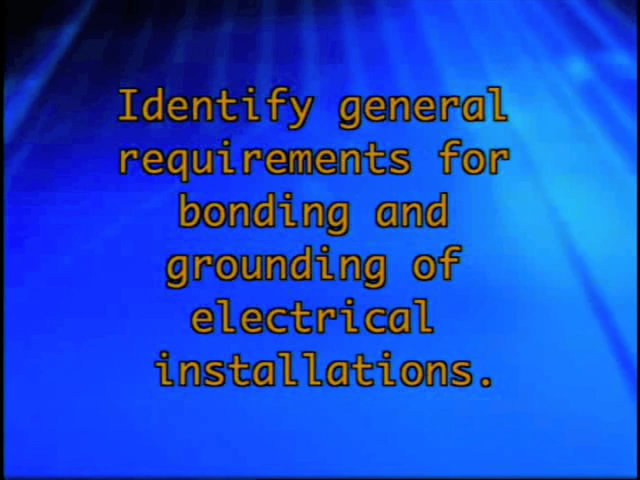 Identify general
requirements for
bonding and
grounding of
electrical
installations.